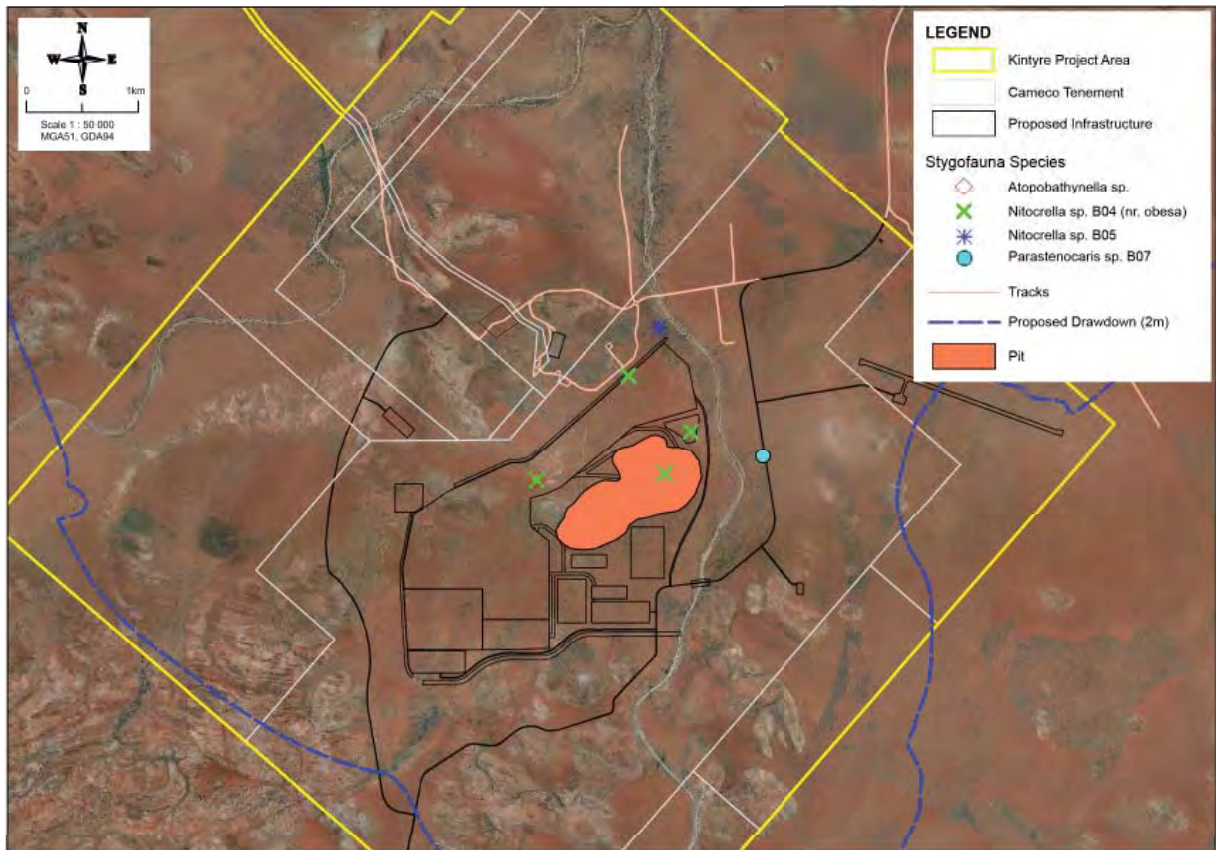 N
W E
S
0 1km
Scale 1 : 50 000
MGA51, GDA94
LEGEND
Kintyre Project Area
Cameco Tenement
Proposed Infrastructure
Stygofauna Species
Atopobathynella sp.
Nitocrella sp. B04 (nr. obesa)
Nitocrella sp. B05
Parastenocaris sp. B07
Tracks
Proposed Drawdown (2m)
Pit